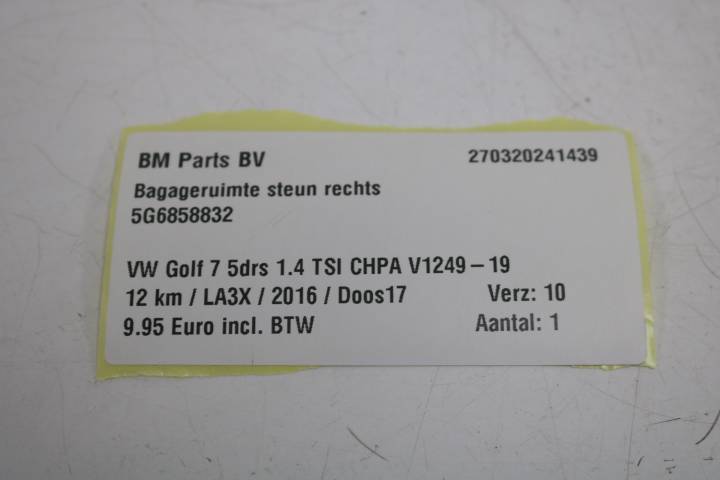 BM Parts BV 270320241439
Bagageruimte steun rechts
5G6858832
VW Golf 7 5drs 1.4 TSI CHPA V1249-19
12 km / LA3X / 2016 / Doos17 Verz: 10
9.95 Euro incl. BTW Aantal: 1